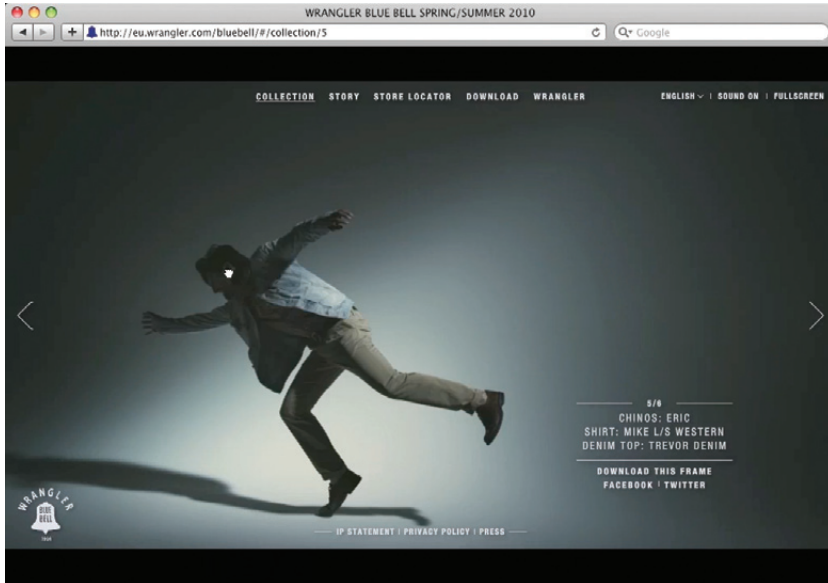 WRANGLER BLUE BELL SPRING/SUMMER 2010
http://eu.wrangler.com/bluebell/#/collection/5
Google
COLLECTION STORY STORE LOCATOR DOWNLOAD WRANGLER
ENGLISH | SOUND ON | FULLSCREEN
5/6
CHINOS: ERIC
SHIRT: MIKE L/S WESTERN
DENIM TOP: TREVOR DENIM
DOWNLOAD THIS FRAME
FACEBOOK | TWITTER
WRANGLER
BLUE
BELL
IP STATEMENT | PRIVACY POLICY | PRESS